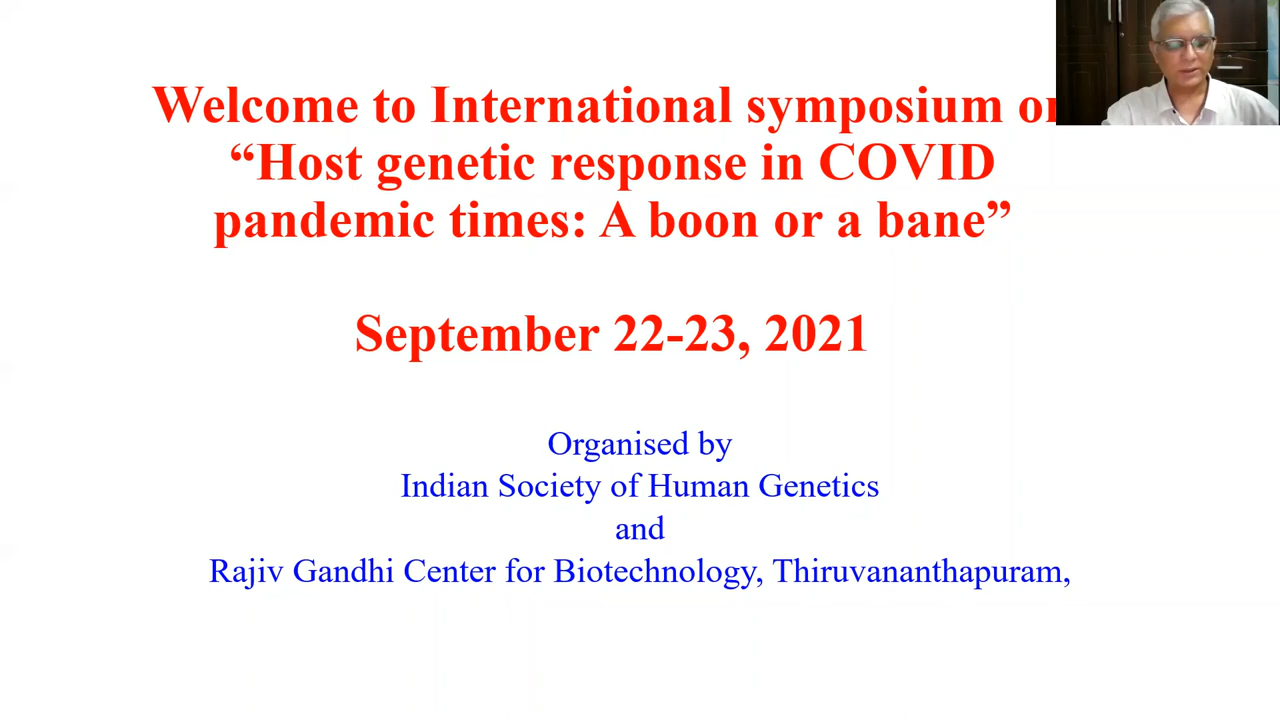 Welcome to International symposium on
“Host genetic response in COVID
pandemic times: A boon or a bane”
September 22-23, 2021
Organised by
Indian Society of Human Genetics
and
Rajiv Gandhi Center for Biotechnology, Thiruvananthapuram,